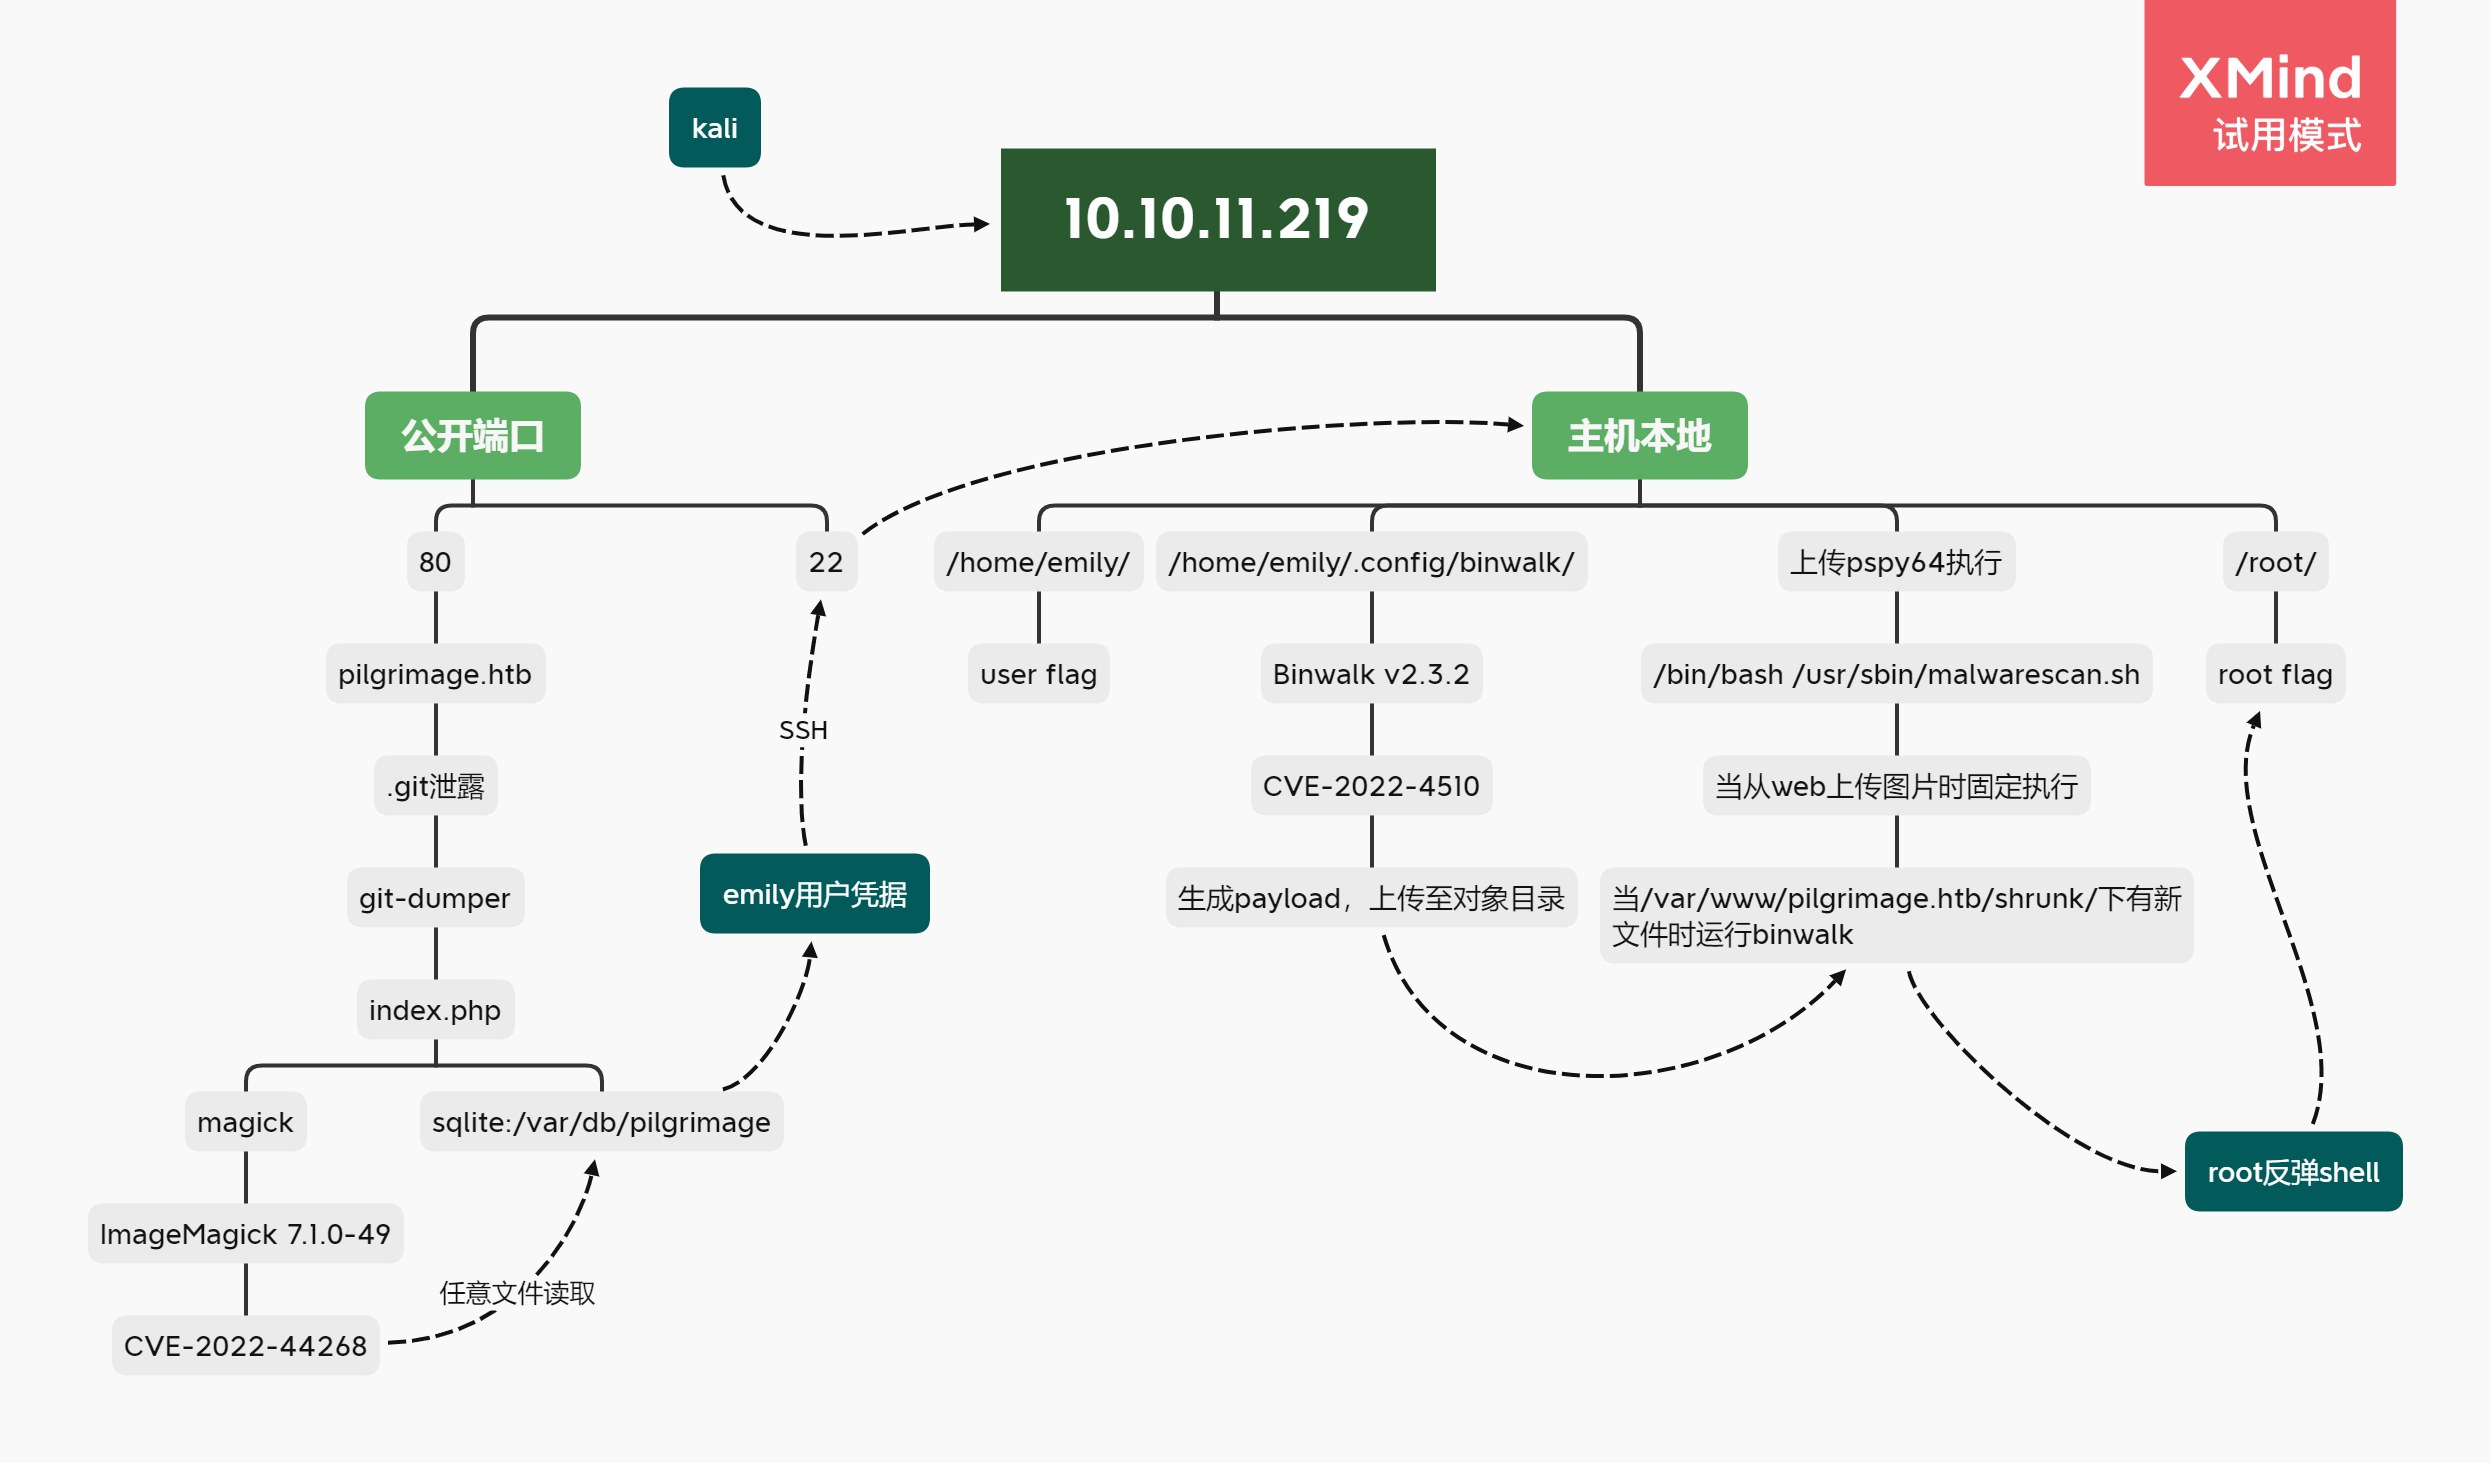 XMind
试用模式
kali
10.10.11.219
公开端口
主机本地
80
22
/home/emily/
/home/emily/.config/binwalk/
上传pspy64执行
/root/
pilgrimage.htb
user flag
Binwalk v2.3.2
/bin/bash /usr/sbin/malwarescan.sh
root flag
SSH
.git泄露
CVE-2022-4510
当从web上传图片时固定执行
git-dumper
emily用户凭据
生成payload，上传至对象目录
当/var/www/pilgrimage.htb/shrunk/下有新
文件时运行binwalk
index.php
magick
sqlite:/var/db/pilgrimage
root反弹shell
ImageMagick 7.1.0-49
任意文件读取
CVE-2022-44268